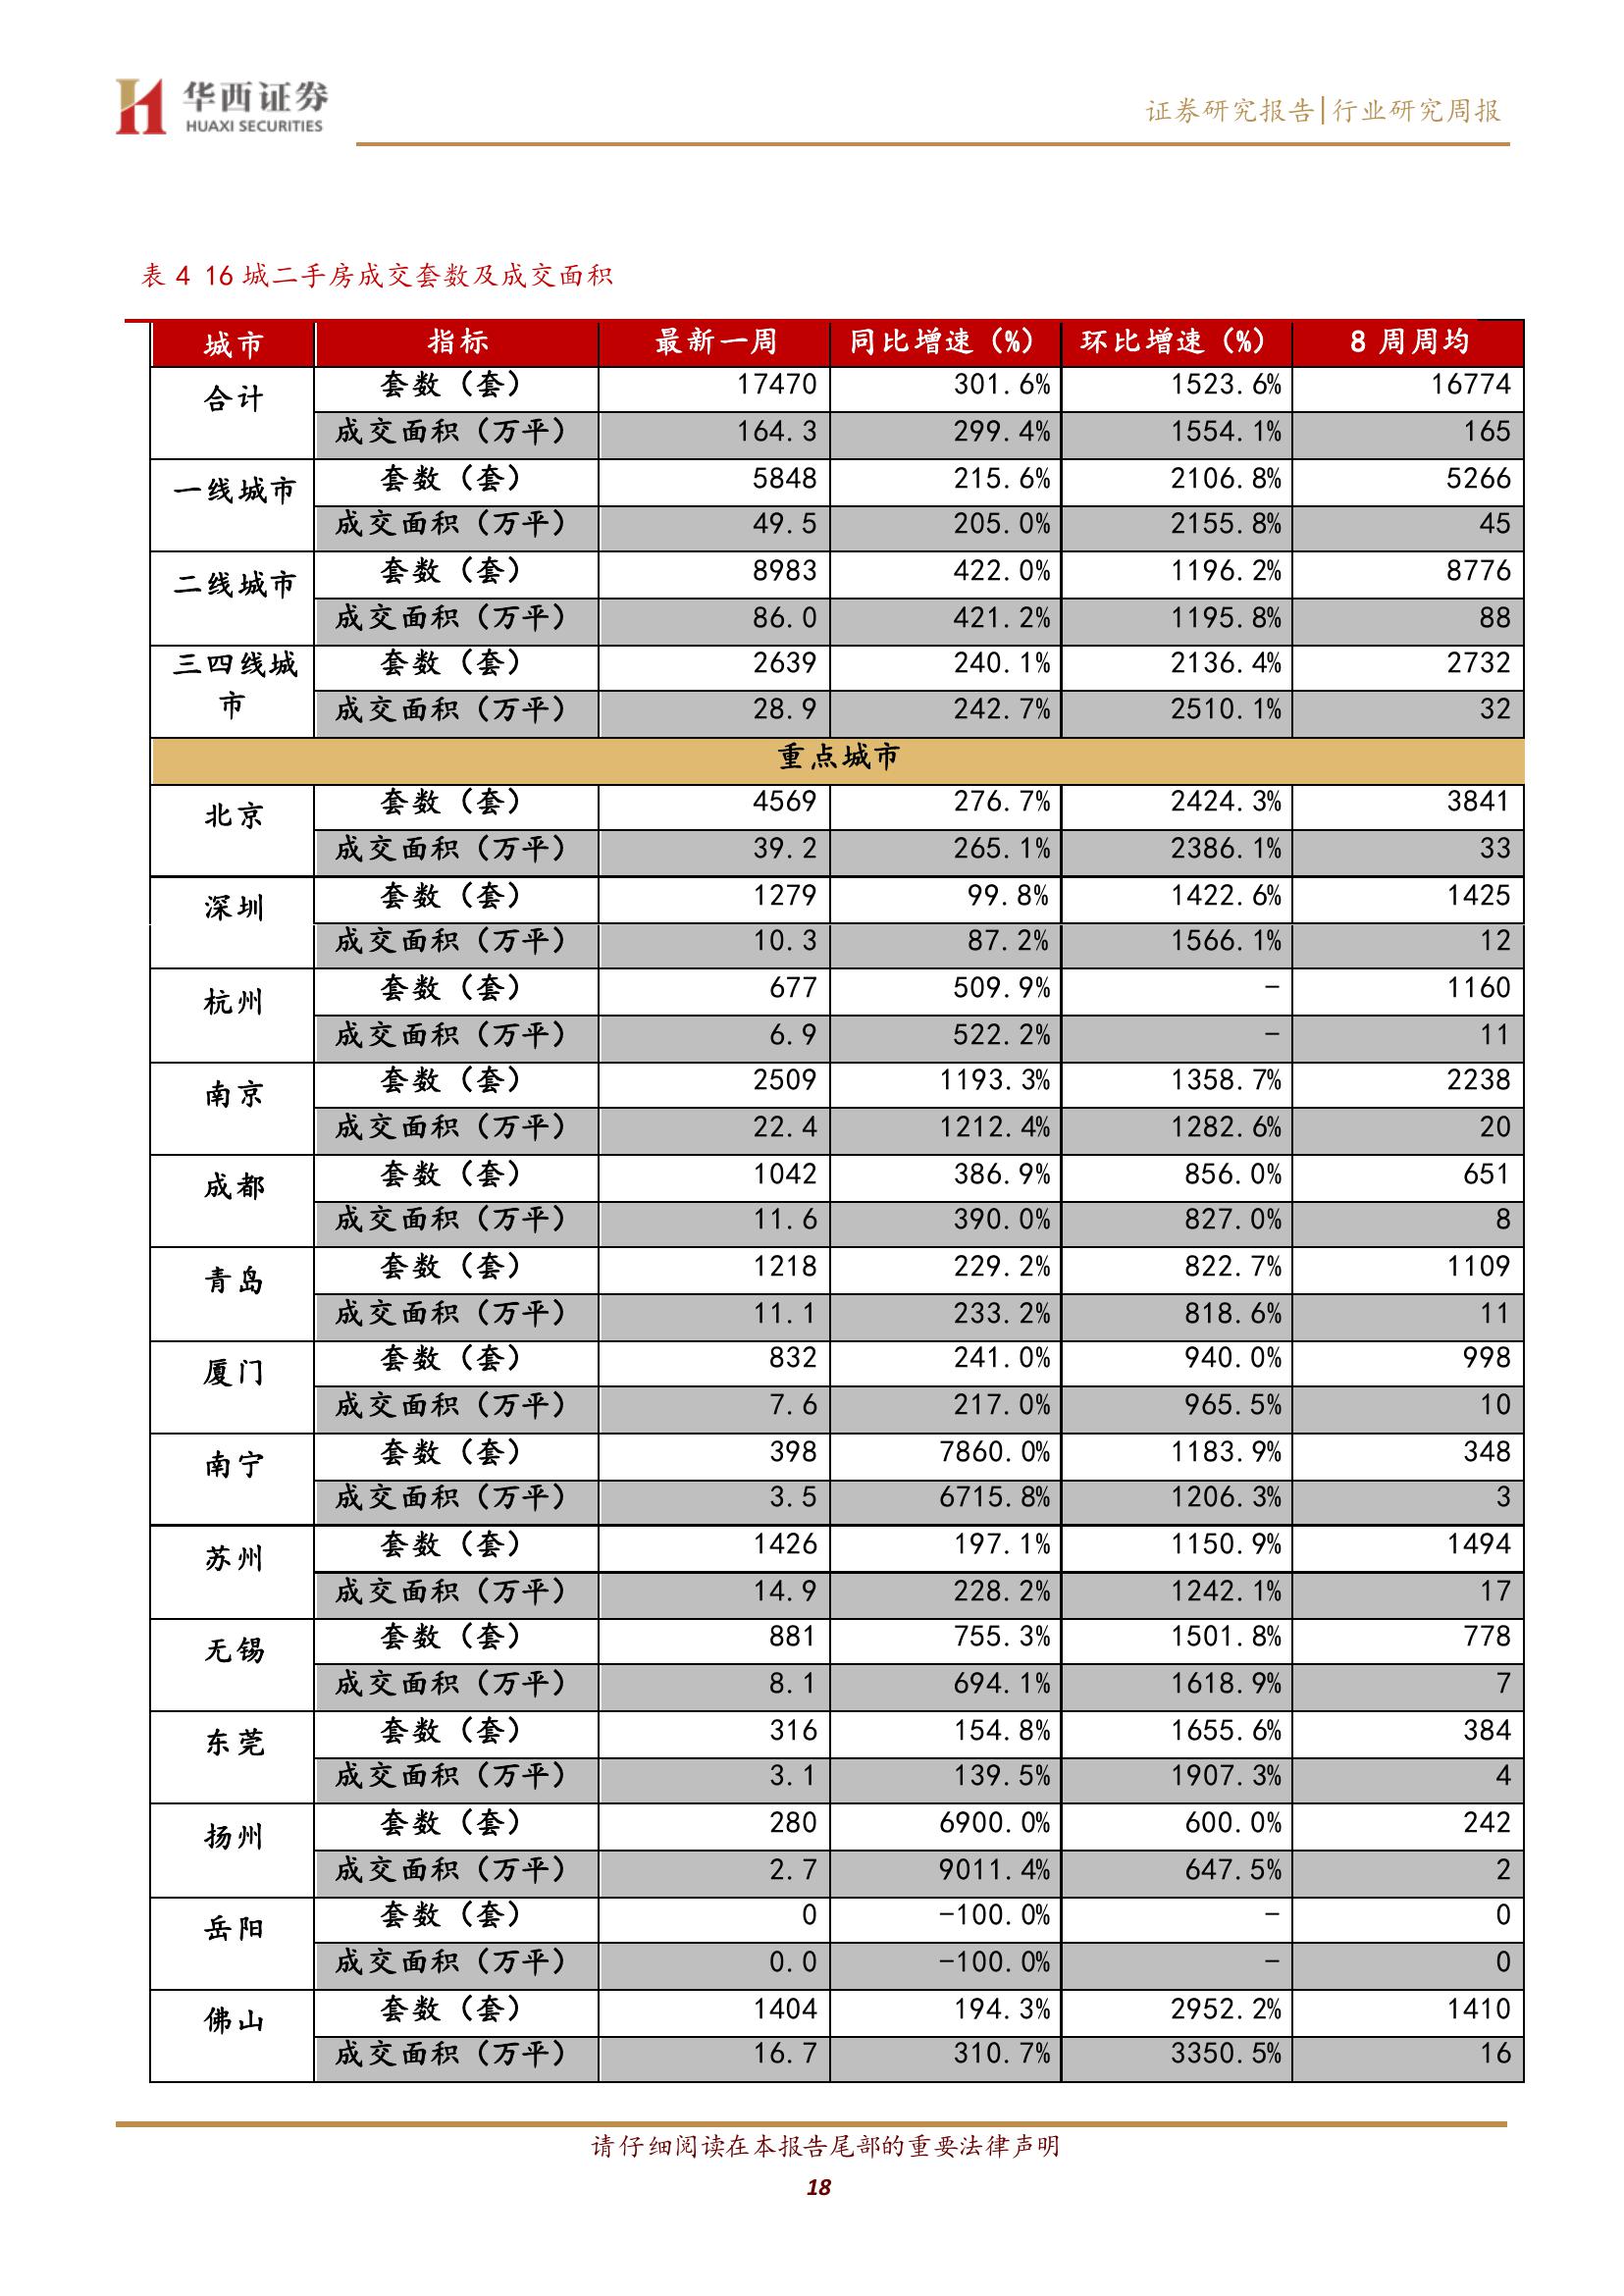 华西证券
HUAXI SECURITIES
证券研究报告|行业研究周报
表 4 16 城二手房成交套数及成交面积
城市 指标 最新一周 同比增速（%） 环比增速（%） 8 周周均
合计 套数（套） 17470 301.6% 1523.6% 16774
成交面积（万平） 164.3 299.4% 1554.1% 165
一线城市 套数（套） 5848 215.6% 2106.8% 5266
成交面积（万平） 49.5 205.0% 2155.8% 45
二线城市 套数（套） 8983 422.0% 1196.2% 8776
成交面积（万平） 86.0 421.2% 1195.8% 88
三四线城市 套数（套） 2639 240.1% 2136.4% 2732
成交面积（万平） 28.9 242.7% 2510.1% 32
重点城市
北京 套数（套） 4569 276.7% 2424.3% 3841
成交面积（万平） 39.2 265.1% 2386.1% 33
深圳 套数（套） 1279 99.8% 1422.6% 1425
成交面积（万平） 10.3 87.2% 1566.1% 12
杭州 套数（套） 677 509.9% - 1160
成交面积（万平） 6.9 522.2% - 11
南京 套数（套） 2509 1193.3% 1358.7% 2238
成交面积（万平） 22.4 1212.4% 1282.6% 20
成都 套数（套） 1042 386.9% 856.0% 651
成交面积（万平） 11.6 390.0% 827.0% 8
青岛 套数（套） 1218 229.2% 822.7% 1109
成交面积（万平） 11.1 233.2% 818.6% 11
厦门 套数（套） 832 241.0% 940.0% 998
成交面积（万平） 7.6 217.0% 965.5% 10
南宁 套数（套） 398 7860.0% 1183.9% 348
成交面积（万平） 3.5 6715.8% 1206.3% 3
苏州 套数（套） 1426 197.1% 1150.9% 1494
成交面积（万平） 14.9 228.2% 1242.1% 17
无锡 套数（套） 881 755.3% 1501.8% 778
成交面积（万平） 8.1 694.1% 1618.9% 7
东莞 套数（套） 316 154.8% 1655.6% 384
成交面积（万平） 3.1 139.5% 1907.3% 4
扬州 套数（套） 280 6900.0% 600.0% 242
成交面积（万平） 2.7 9011.4% 647.5% 2
岳阳 套数（套） 0 -100.0% - 0
成交面积（万平） 0.0 -100.0% - 0
佛山 套数（套） 1404 194.3% 2952.2% 1410
成交面积（万平） 16.7 310.7% 3350.5% 16
请仔细阅读在本报告尾部的重要法律声明
18